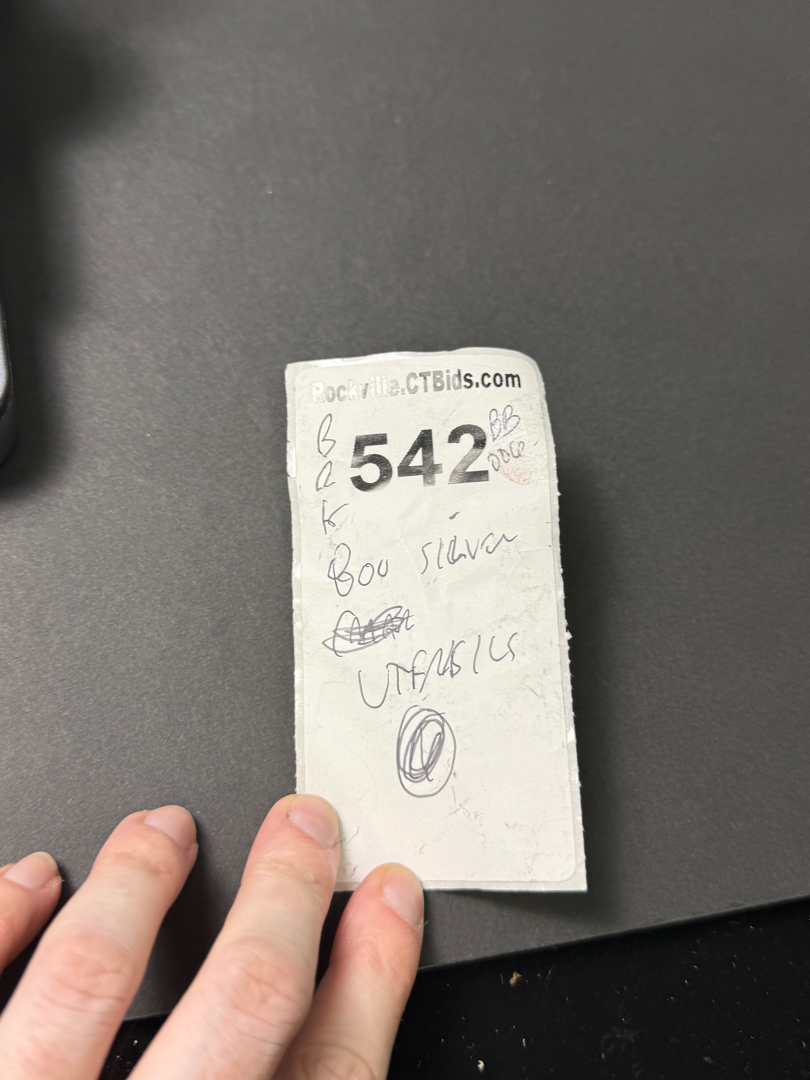 Rockville.CTBids.com
B
R
K
542
BB
800 SILVER
UTENSILS